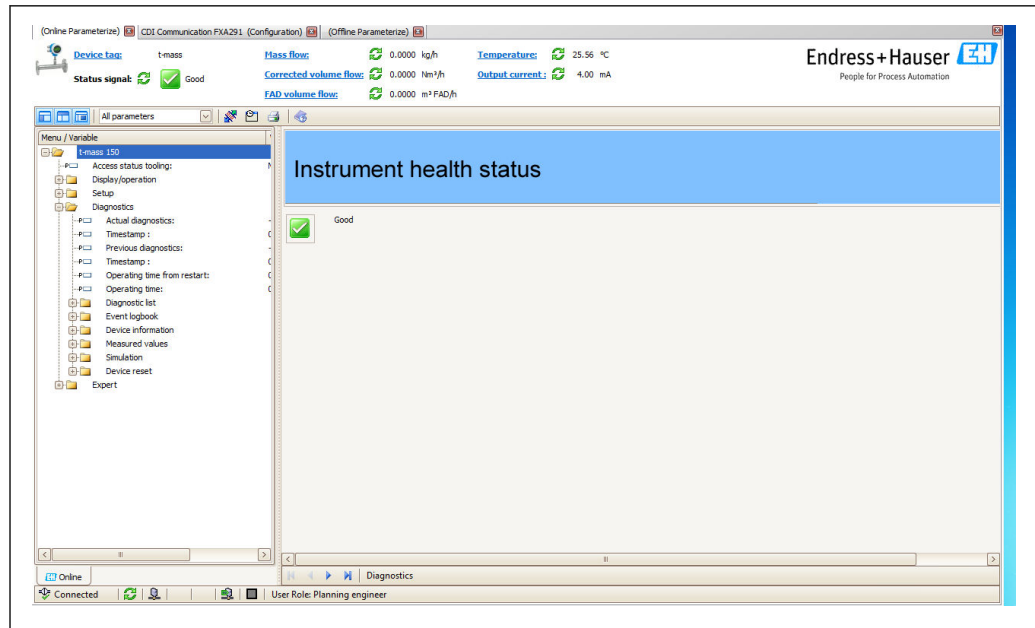 (Online Parameterize) CDI Communication FXA291 (Configuration) (Offline Parameterize)
Device tag: t-mass Mass flow: 0.0000 kg/h Temperature: 25.56 °C Endress+Hauser EH
Status signal: Good Corrected volume flow: 0.0000 Nm³/h Output current : 4.00 mA People for Process Automation
FAD volume flow: 0.0000 m³ FAD/h
All parameters
Menu / Variable
t-mass 150
Access status tooling:
Display/operation
Setup
Diagnostics
Actual diagnostics:
Timestamp :
Previous diagnostics:
Timestamp :
Operating time from restart:
Operating time:
Diagnostic list
Event logbook
Device information
Measured values
Simulation
Device reset
Expert
Instrument health status
Good
Online
Diagnostics
Connected User Role: Planning engineer